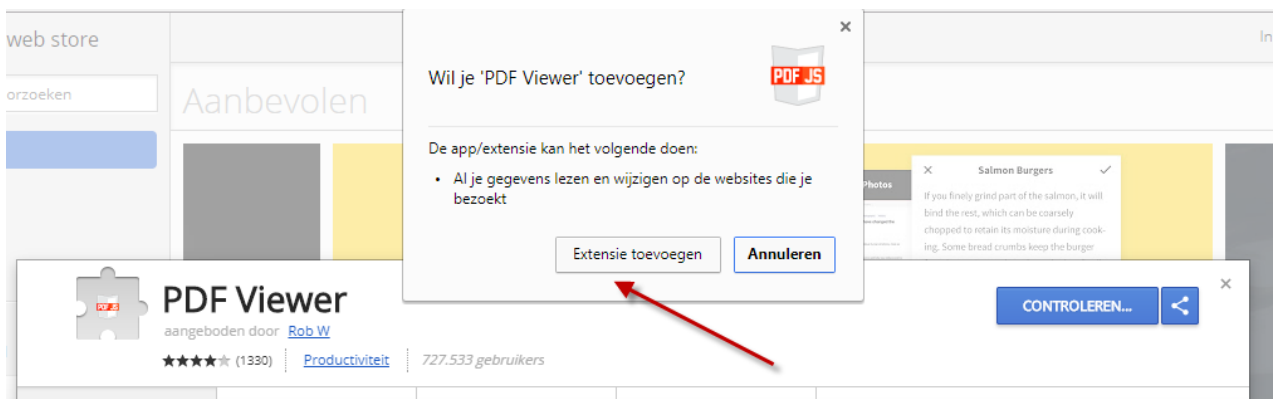 web store
In
orzoeken
Aanbevolen
Wil je 'PDF Viewer' toevoegen?
PDF JS
De app/extensie kan het volgende doen:
• Al je gegevens lezen en wijzigen op de websites die je
bezoekt
Extensie toevoegen
Annuleren
Photos
Salmon Burgers
If you finely grind part of the salmon, it will
bind the rest, which can be coarsely
chopped to retain its moisture during cook-
ing. Some bread crumbs keep the burger
PDF JS
PDF Viewer
aangeboden door Rob W
(1330)
Productiviteit
727.533 gebruikers
CONTROLEREN...